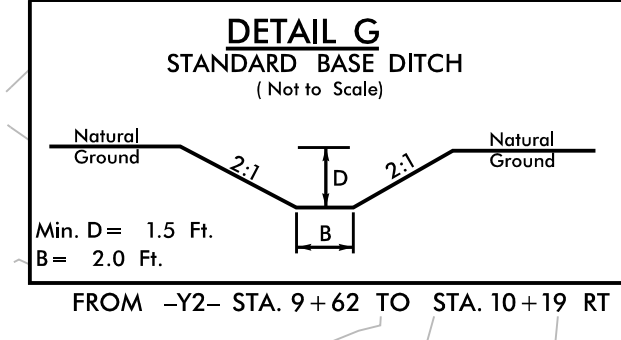 DETAIL G
STANDARD BASE DITCH
( Not to Scale)
Natural
Ground
2:1
D
2:1
Natural
Ground
B
Min. D = 1.5 Ft.
B = 2.0 Ft.
FROM -Y2- STA. 9+62 TO STA. 10+19 RT